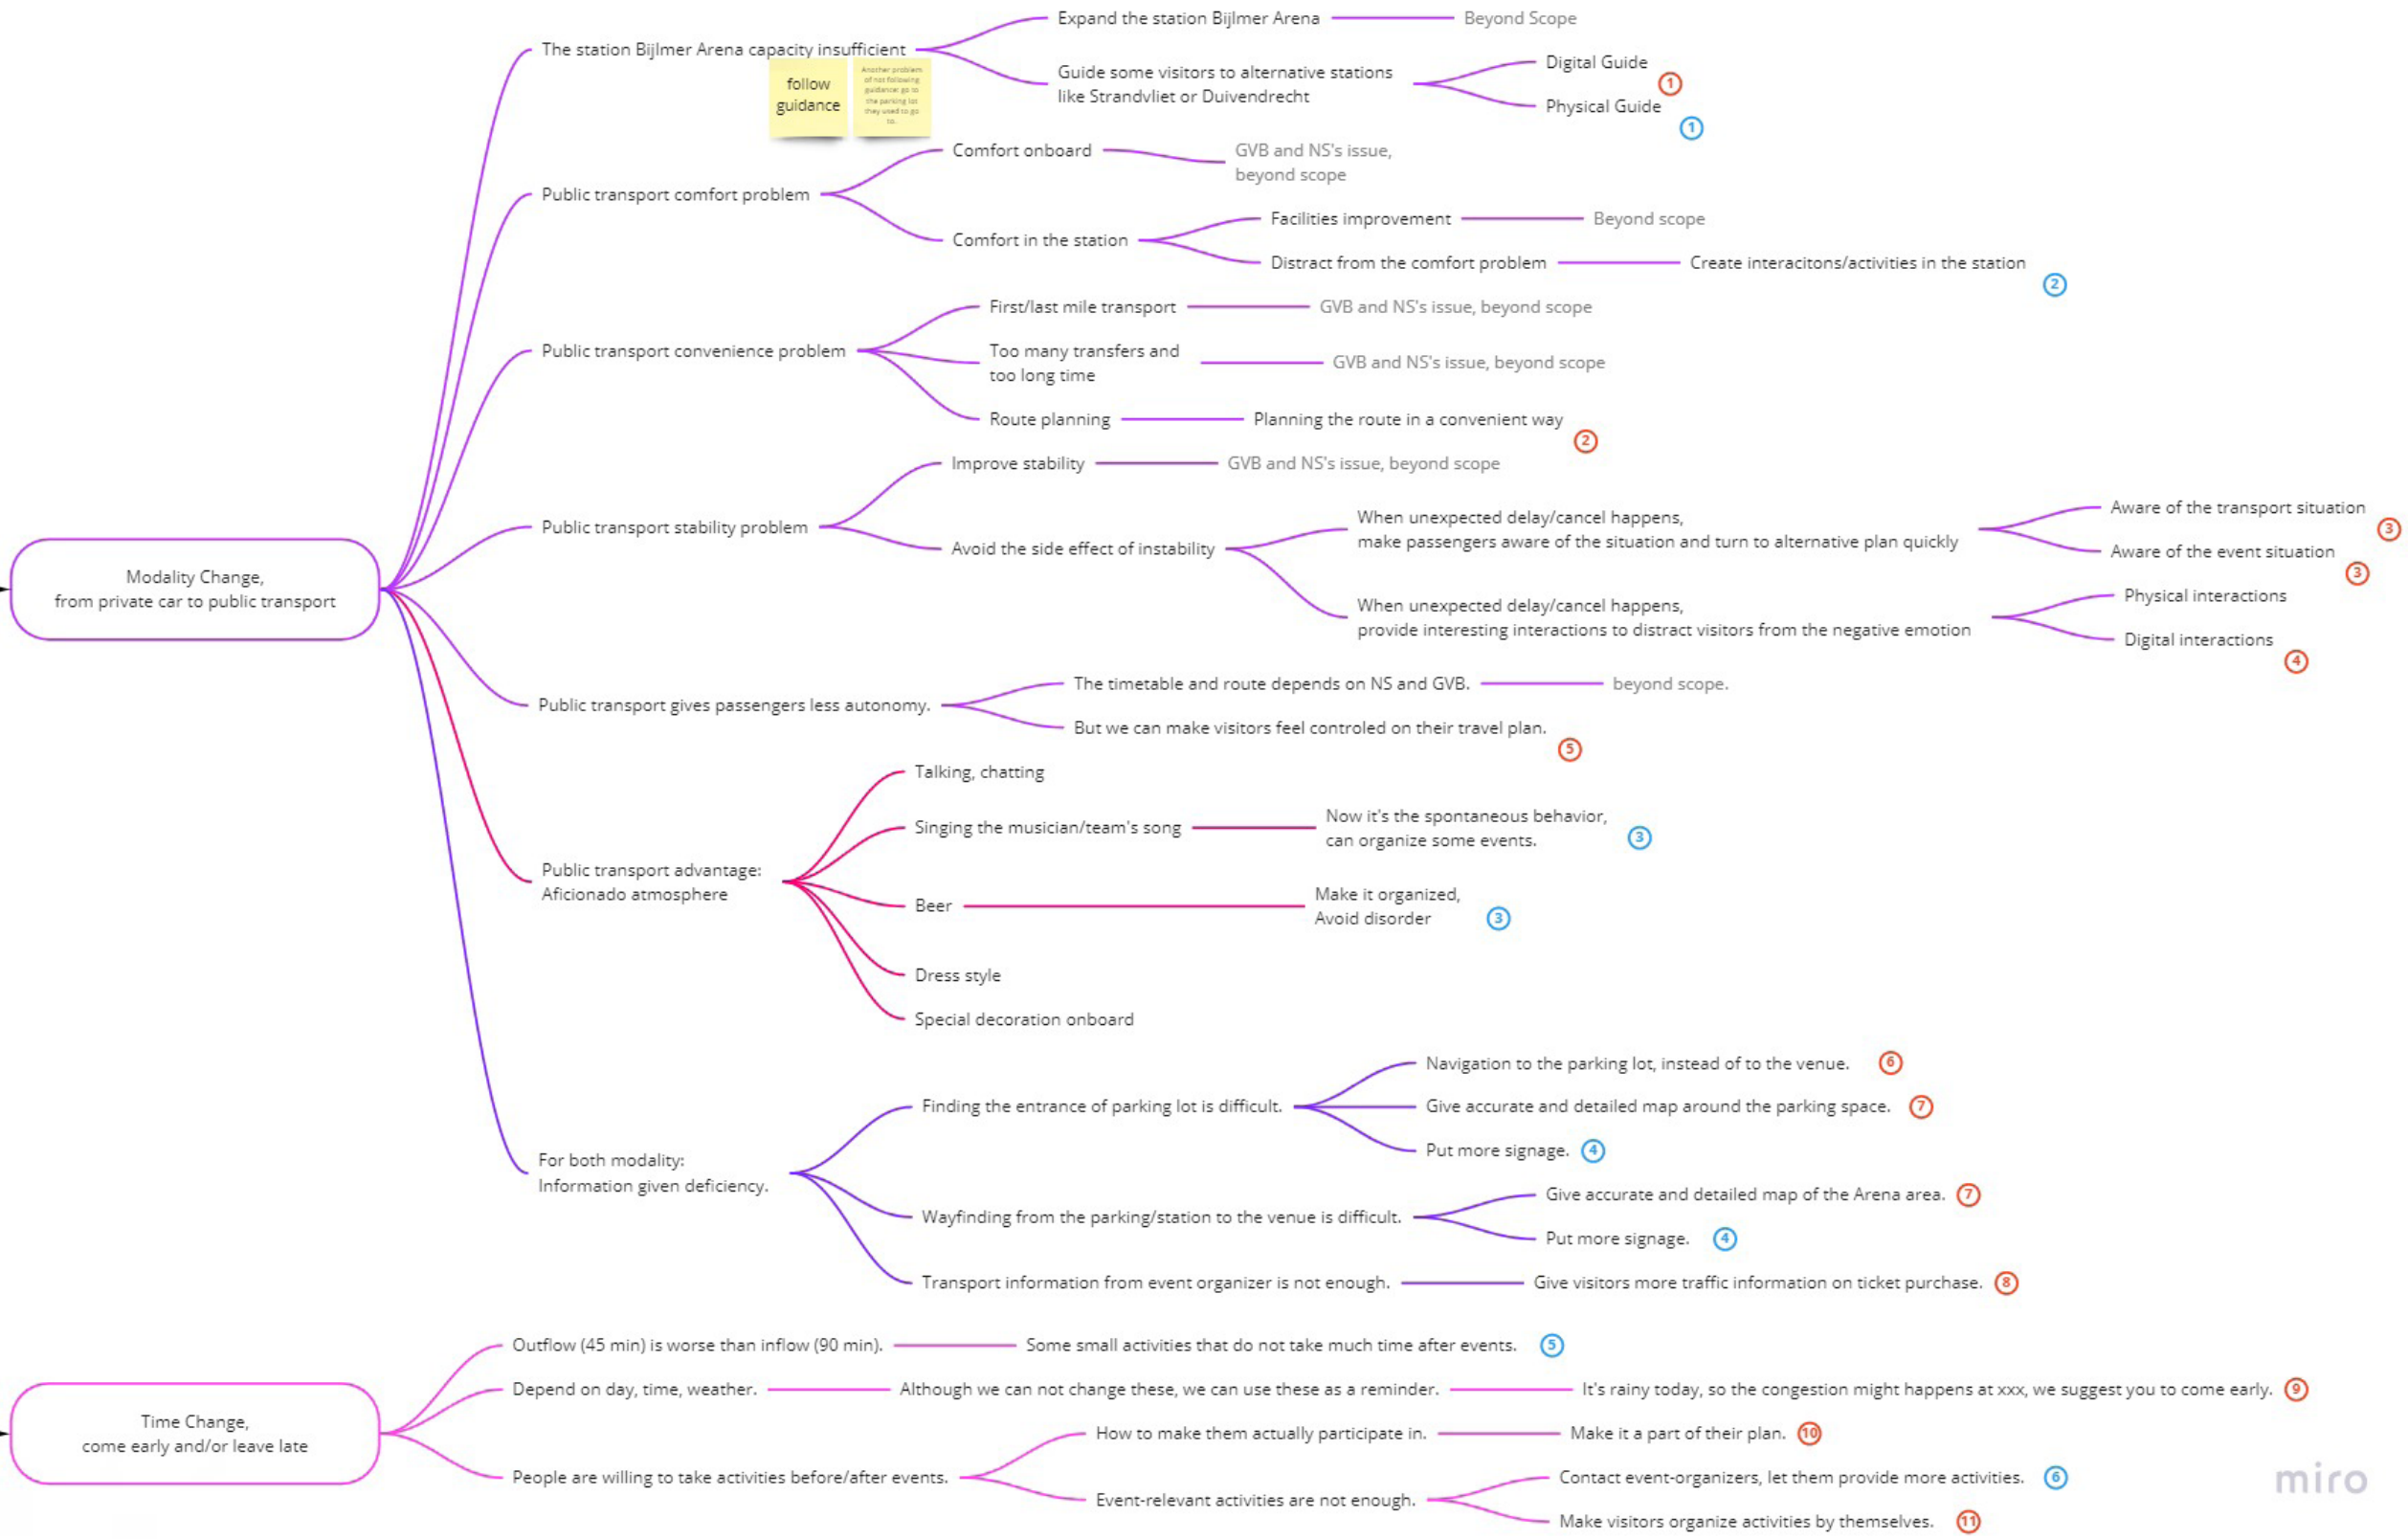 The station Bijlmer Arena capacity insufficient
follow
guidance
Another problem
of not following
guidance: go to
the parking lot
they used to go
to..
Expand the station Bijlmer Arena
Beyond Scope
Guide some visitors to alternative stations
like Strandvliet or Duivendrecht
Digital Guide
1
Physical Guide
1
Public transport comfort problem
Comfort onboard
GVB and NS's issue,
beyond scope
Comfort in the station
Facilities improvement
Beyond scope
Distract from the comfort problem
Create interacitons/activities in the station
2
Public transport convenience problem
First/last mile transport
GVB and NS's issue, beyond scope
Too many transfers and
too long time
GVB and NS's issue, beyond scope
Route planning
Planning the route in a convenient way
2
Modality Change,
from private car to public transport
Public transport stability problem
Improve stability
GVB and NS's issue, beyond scope
Avoid the side effect of instability
When unexpected delay/cancel happens,
make passengers aware of the situation and turn to alternative plan quickly
Aware of the transport situation
3
Aware of the event situation
3
When unexpected delay/cancel happens,
provide interesting interactions to distract visitors from the negative emotion
Physical interactions
Digital interactions
4
Public transport gives passengers less autonomy.
The timetable and route depends on NS and GVB.
beyond scope.
But we can make visitors feel controled on their travel plan.
5
Public transport advantage:
Aficionado atmosphere
Talking, chatting
Singing the musician/team's song
Now it's the spontaneous behavior,
can organize some events.
3
Beer
Make it organized,
Avoid disorder
3
Dress style
Special decoration onboard
For both modality:
Information given deficiency.
Finding the entrance of parking lot is difficult.
Navigation to the parking lot, instead of to the venue.
6
Give accurate and detailed map around the parking space.
7
Put more signage.
4
Wayfinding from the parking/station to the venue is difficult.
Give accurate and detailed map of the Arena area.
7
Put more signage.
4
Transport information from event organizer is not enough.
Give visitors more traffic information on ticket purchase.
8
Time Change,
come early and/or leave late
Outflow (45 min) is worse than inflow (90 min).
Some small activities that do not take much time after events.
5
Depend on day, time, weather.
Although we can not change these, we can use these as a reminder.
It's rainy today, so the congestion might happens at xxx, we suggest you to come early.
9
People are willing to take activities before/after events.
How to make them actually participate in.
Make it a part of their plan.
10
Event-relevant activities are not enough.
Contact event-organizers, let them provide more activities.
6
Make visitors organize activities by themselves.
11
miro